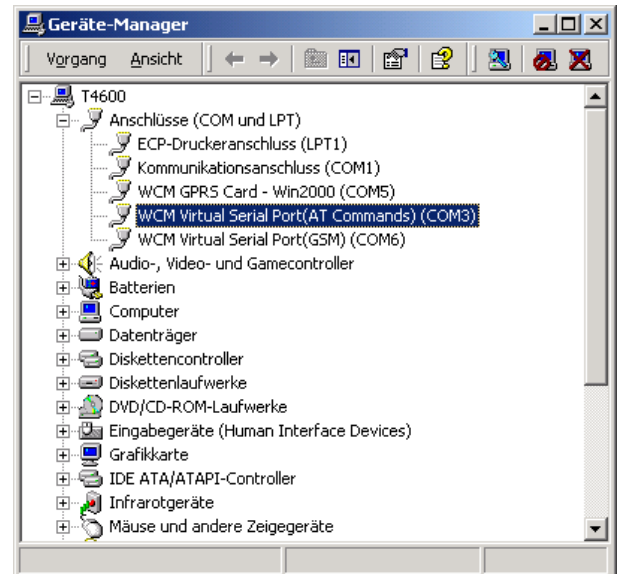 Geräte-Manager
Vorgang Ansicht
T4600
Anschlüsse (COM und LPT)
ECP-Druckeranschluss (LPT1)
Kommunikationsanschluss (COM1)
WCM GPRS Card - Win2000 (COM5)
WCM Virtual Serial Port(AT Commands) (COM3)
WCM Virtual Serial Port(GSM) (COM6)
Audio-, Video- und Gamecontroller
Batterien
Computer
Datenträger
Diskettencontroller
Diskettenlaufwerke
DVD/CD-ROM-Laufwerke
Eingabegeräte (Human Interface Devices)
Grafikkarte
IDE ATA/ATAPI-Controller
Infrarotgeräte
Mäuse und andere Zeigegeräte